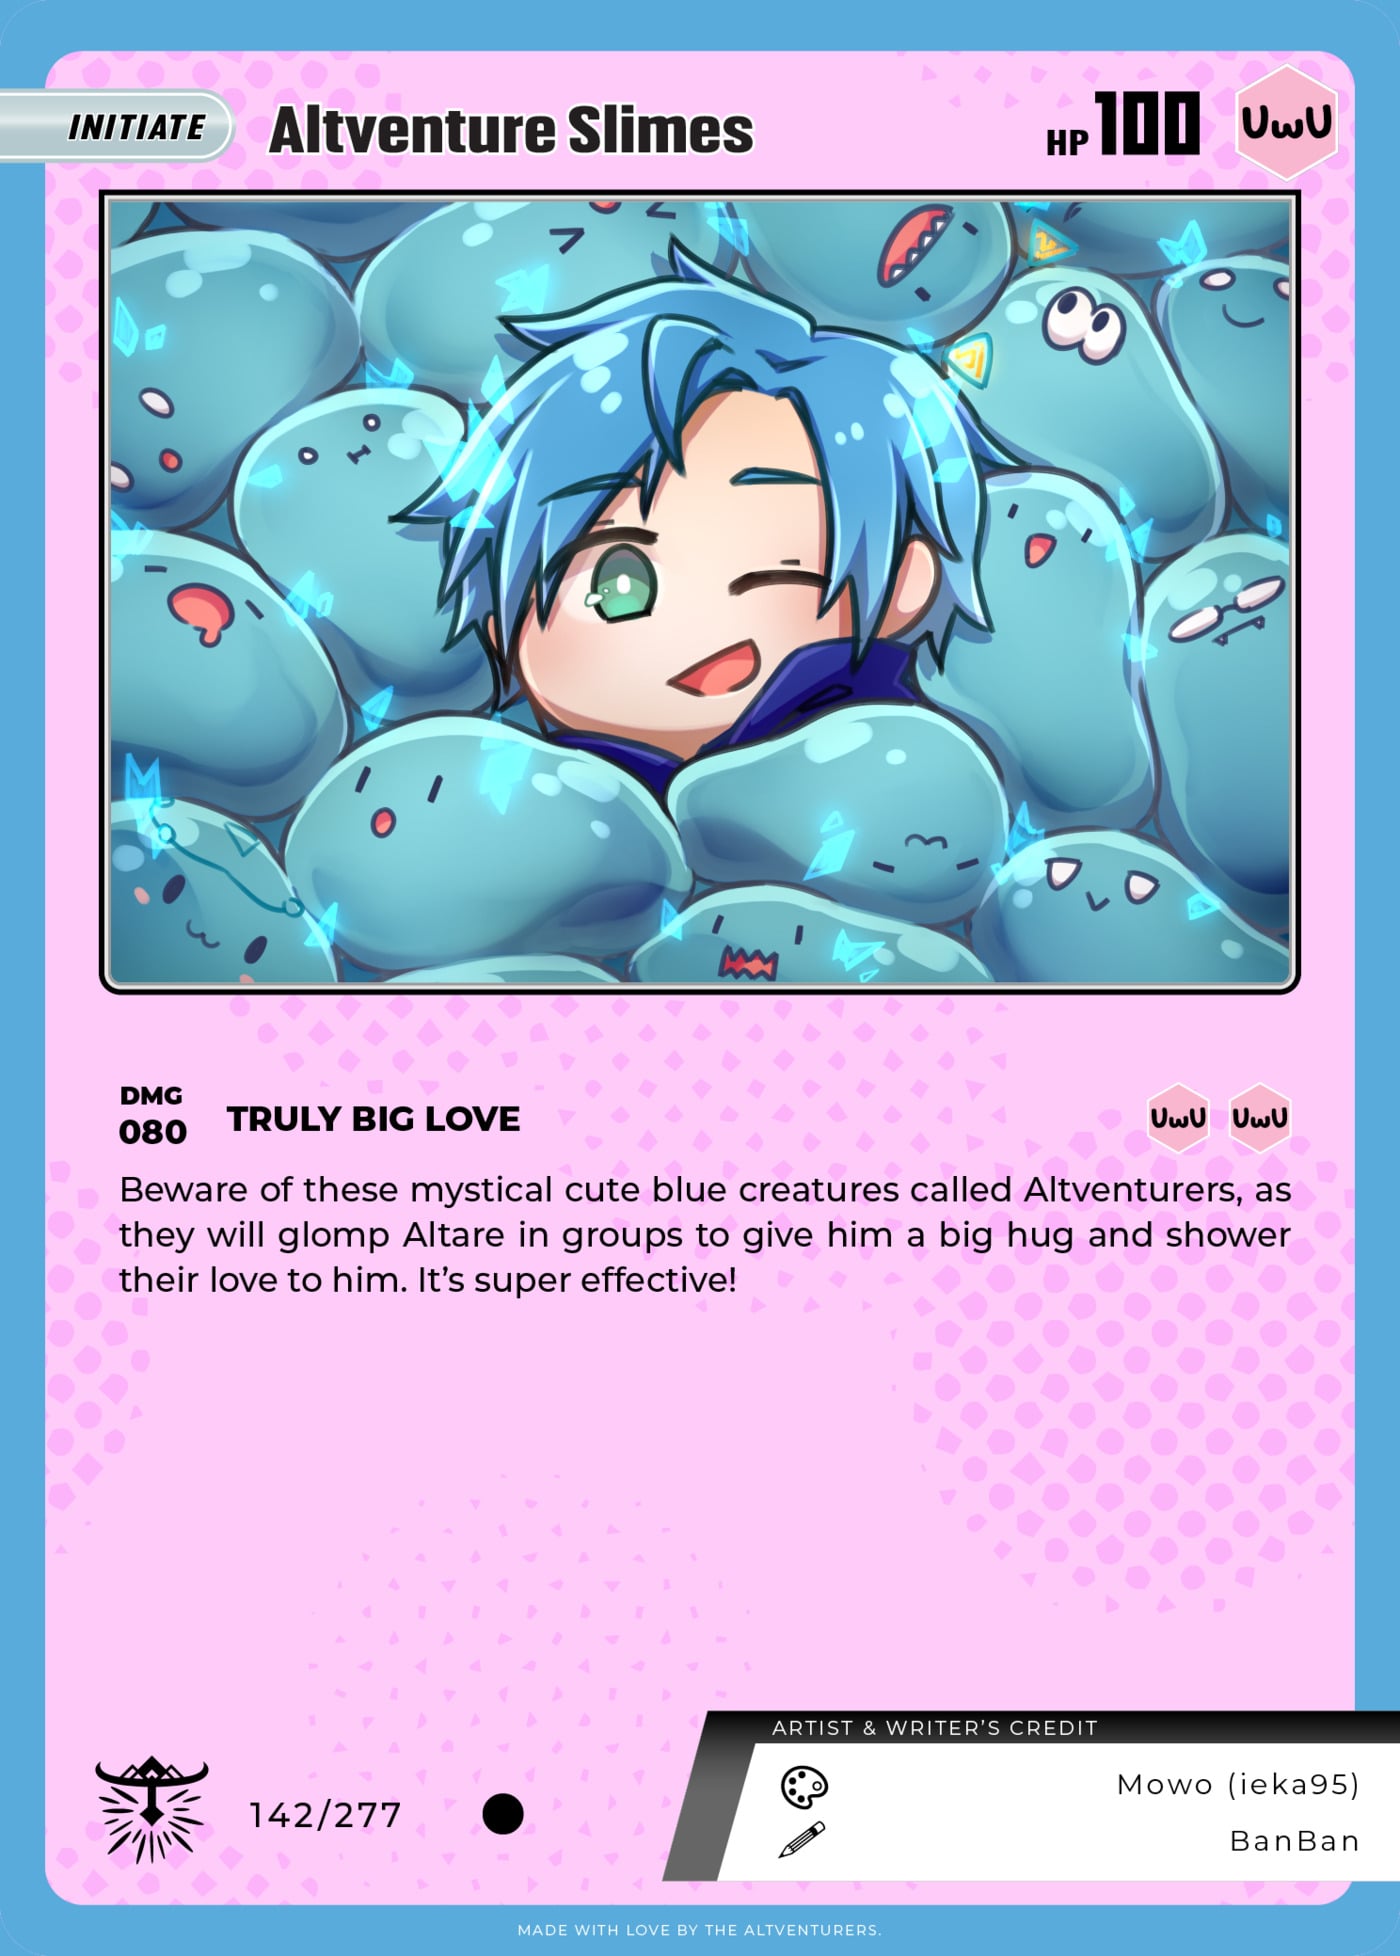 INITIATE
Altventure Slimes
HP 100
UwU
DMG
080
TRULY BIG LOVE
UwU UwU
Beware of these mystical cute blue creatures called Altventurers, as
they will glomp Altare in groups to give him a big hug and shower
their love to him. It's super effective!
ARTIST & WRITER'S CREDIT
Mowo (ieka95)
BanBan
142/277
MADE WITH LOVE BY THE ALTVENTURERS.